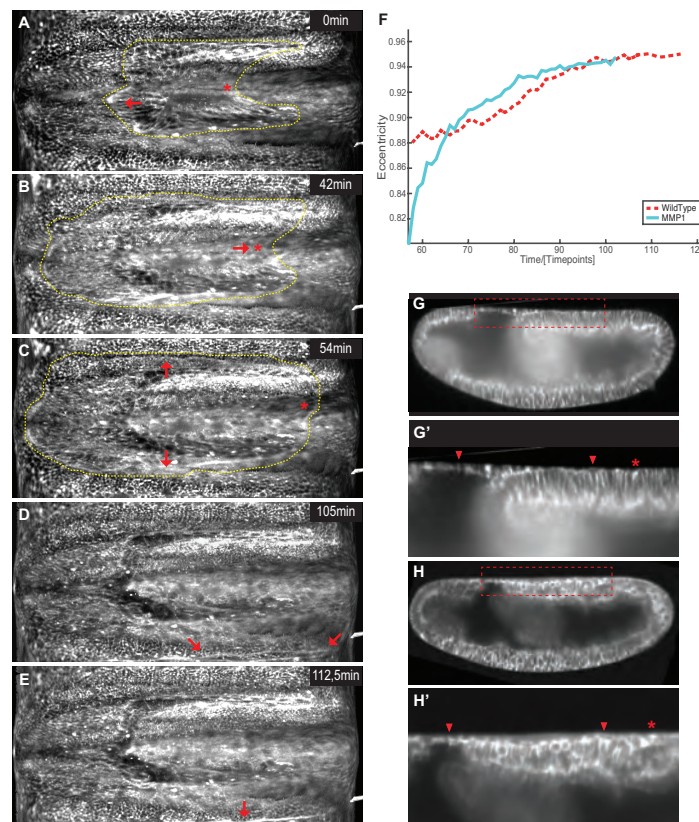 A
0min
*
B
42min
*
C
54min
*
D
105min
E
112,5min
F
0.96
0.94
0.92
0.90
0.88
0.86
0.84
0.82
Eccentricity
60
70
80
90
100
110
12
Time/[Timepoints]
WildType
MMP1
G
G'
*
H
H'
*